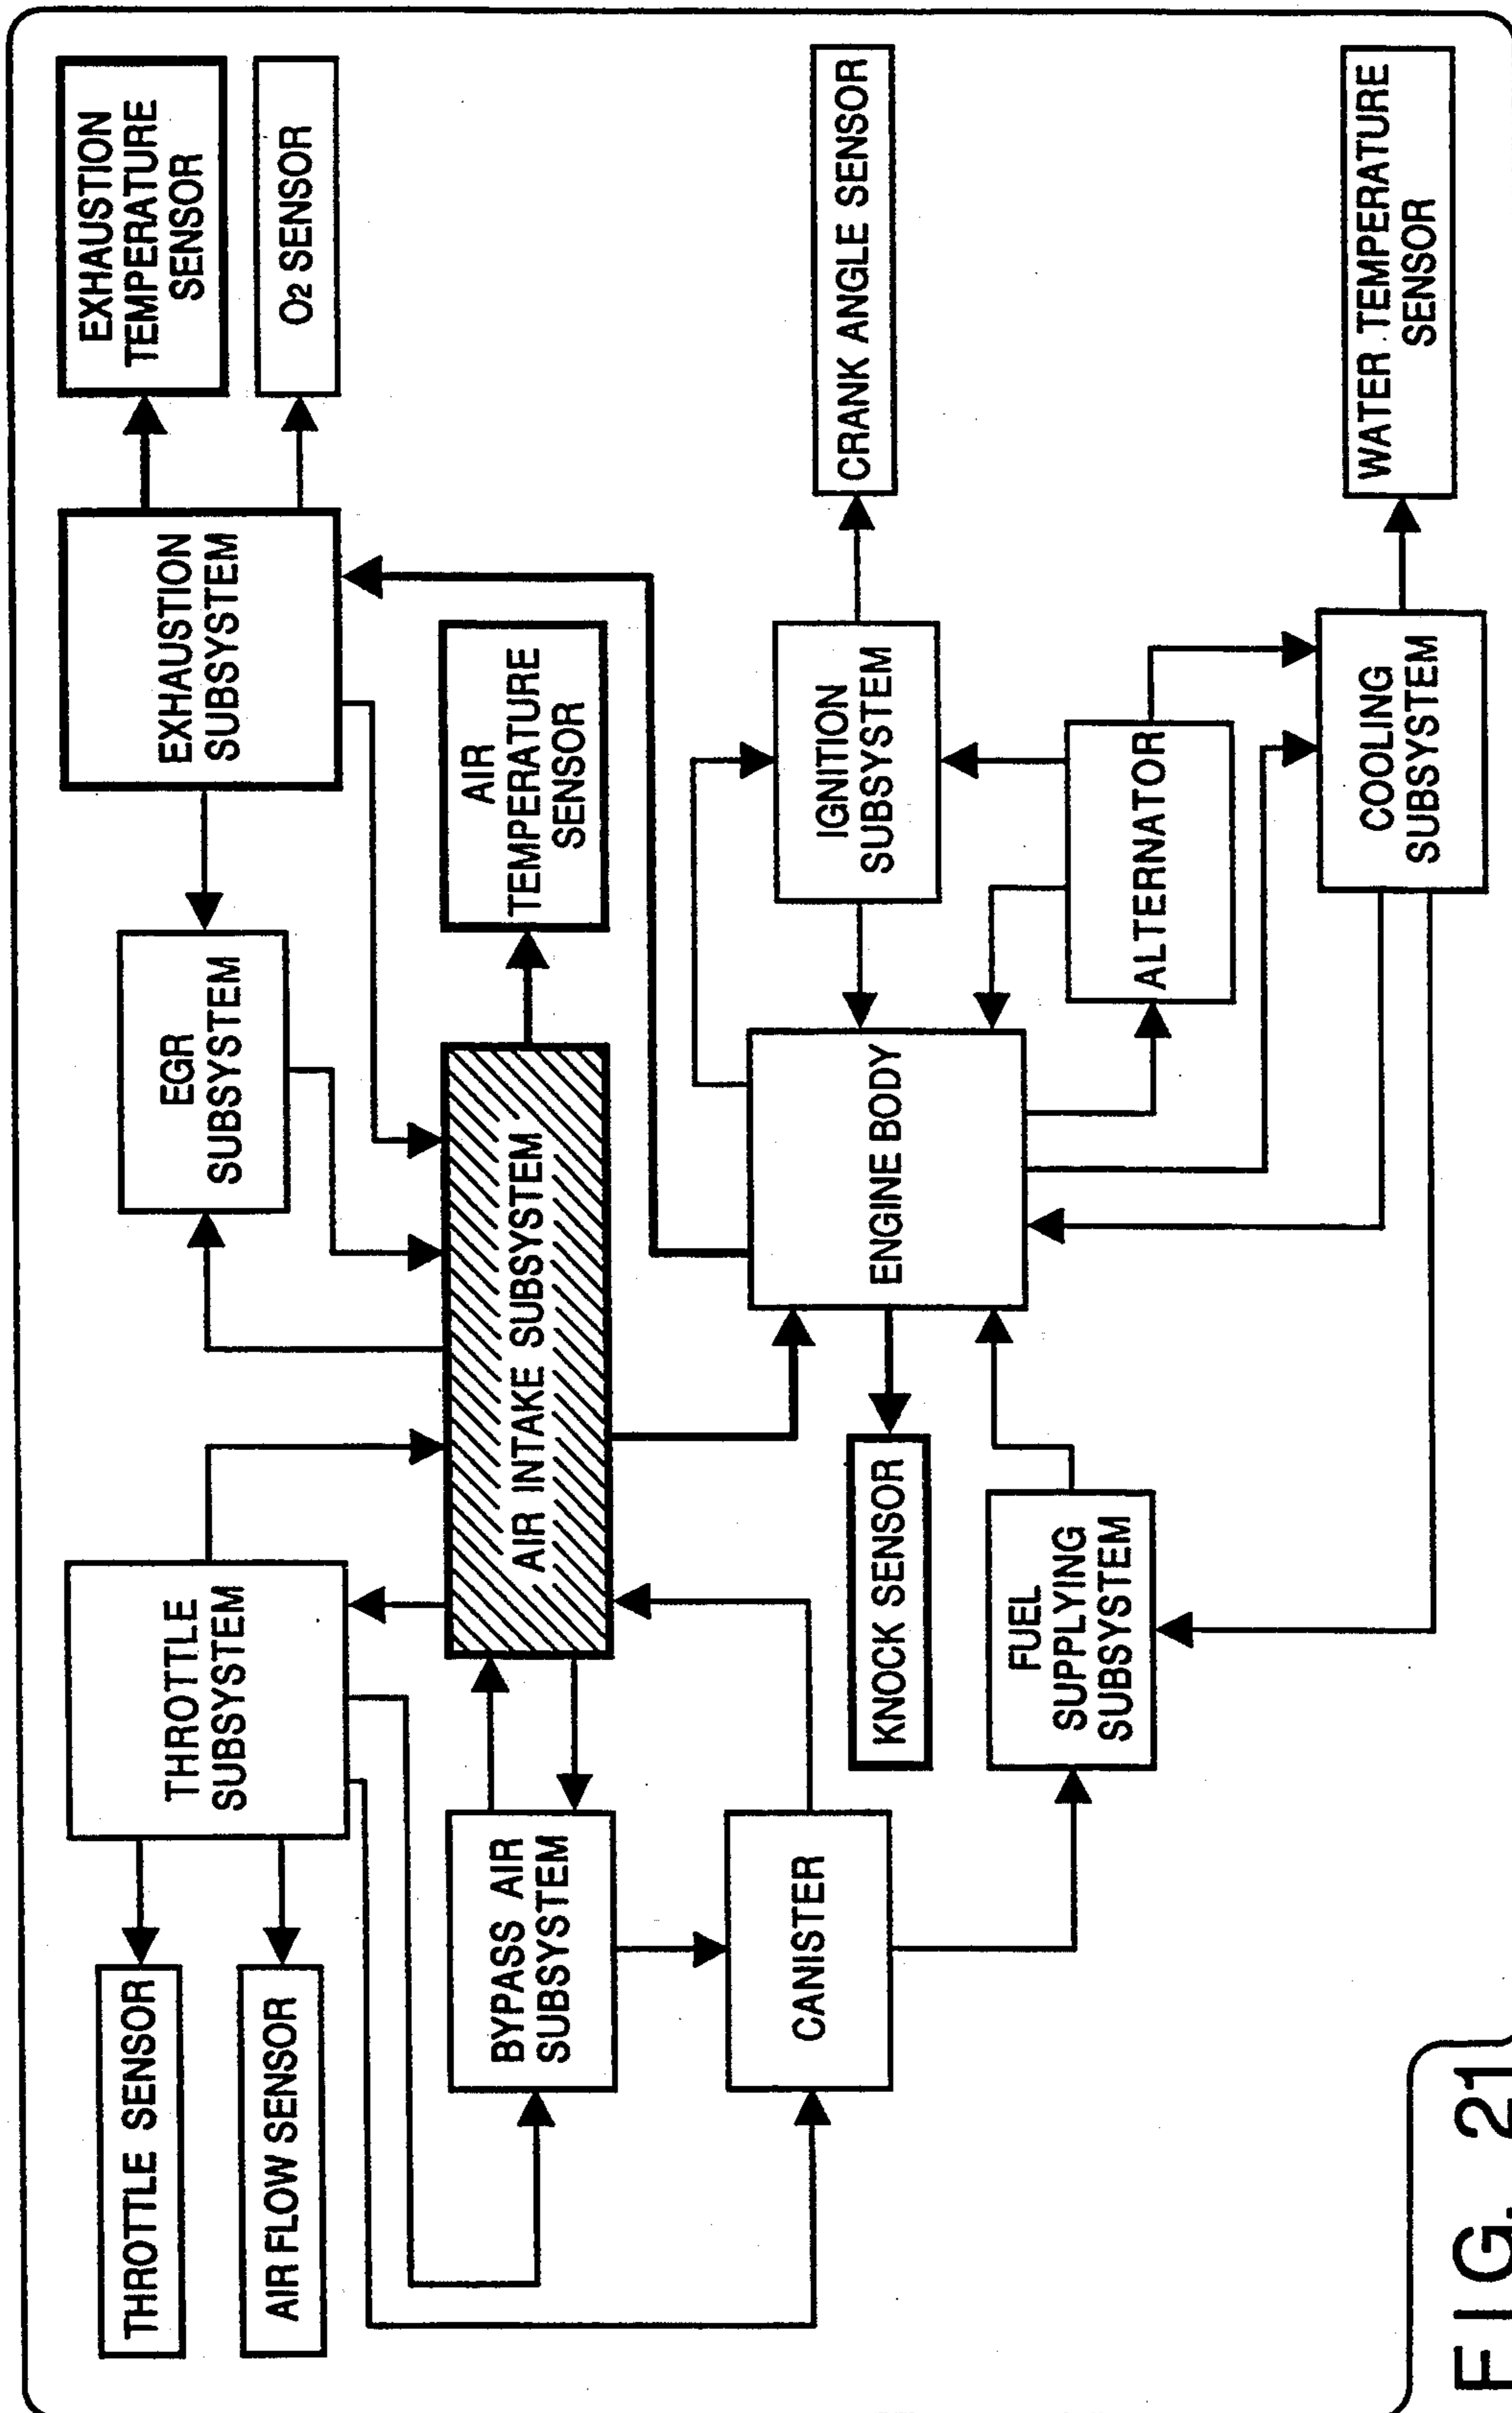 THROTTLE SENSOR
AIR FLOW SENSOR
THROTTLE
SUBSYSTEM
EGR
SUBSYSTEM
EXHAUSTION
SUBSYSTEM
EXHAUSTION
TEMPERATURE
SENSOR
O2 SENSOR
BYPASS AIR
SUBSYSTEM
AIR INTAKE SUBSYSTEM
AIR
TEMPERATURE
SENSOR
CANISTER
KNOCK SENSOR
ENGINE BODY
IGNITION
SUBSYSTEM
CRANK ANGLE SENSOR
FUEL
SUPPLYING
SUBSYSTEM
ALTERNATOR
COOLING
SUBSYSTEM
WATER TEMPERATURE
SENSOR
FIG. 21